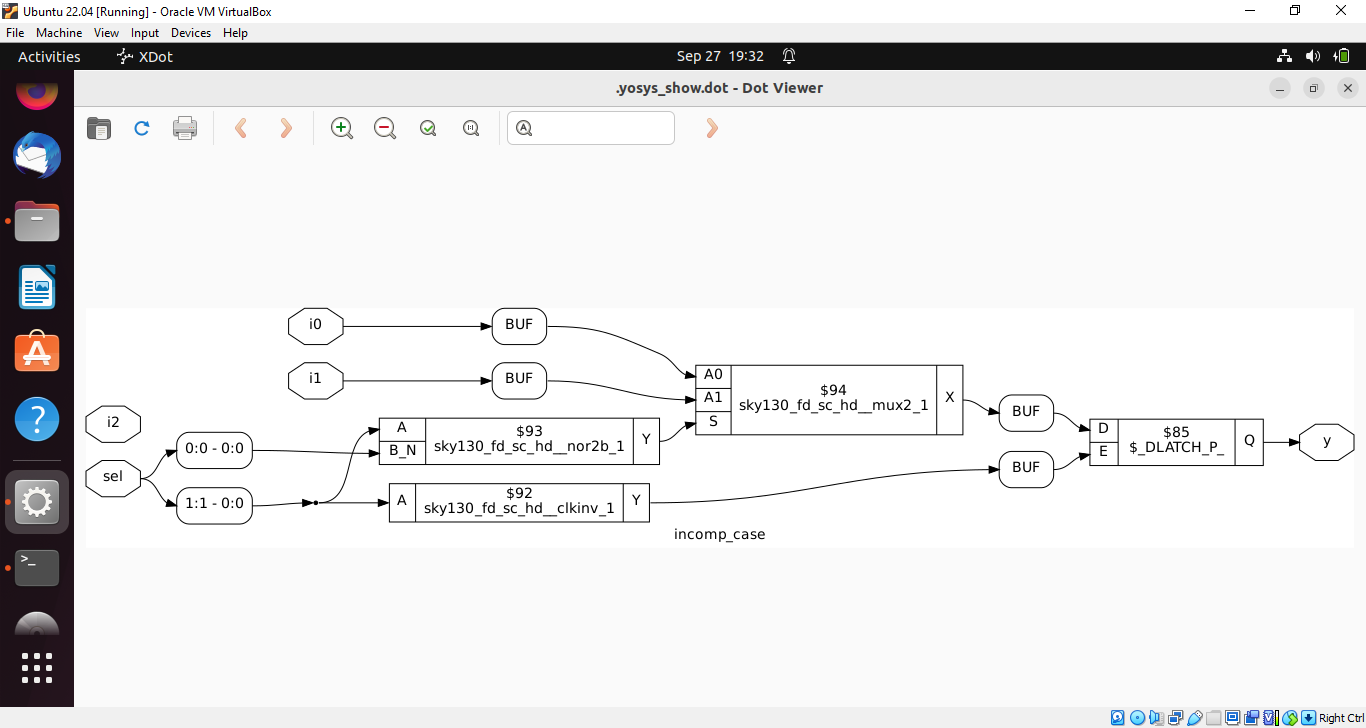 Ubuntu 22.04 [Running] - Oracle VM VirtualBox
File Machine View Input Devices Help
Activities XDot Sep 27 19:32
.yosys_show.dot - Dot Viewer
i0 BUF
i1 BUF
A0
A1
S
$94
sky130_fd_sc_hd__mux2_1
X
i2
sel
0:0 - 0:0
1:1 - 0:0
A
B_N
$93
sky130_fd_sc_hd__nor2b_1
Y
A
$92
sky130_fd_sc_hd__clkinv_1
Y
BUF
BUF
D
E
$85
$_DLATCH_P_
Q
y
incomp_case
Right Ctrl